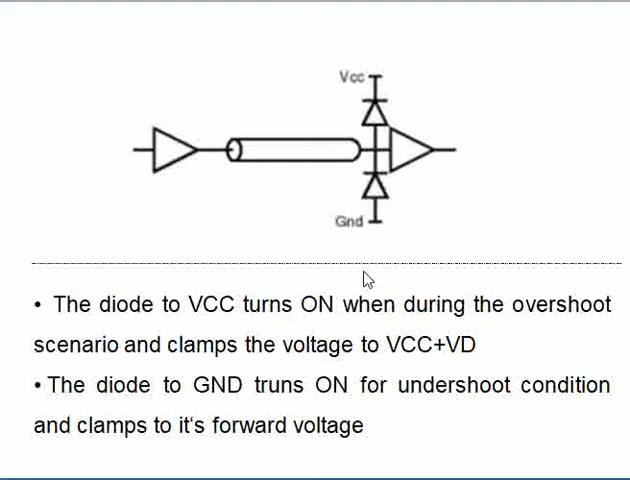 Vcc
Gnd
• The diode to VCC turns ON when during the overshoot
scenario and clamps the voltage to VCC+VD
• The diode to GND truns ON for undershoot condition
and clamps to it's forward voltage